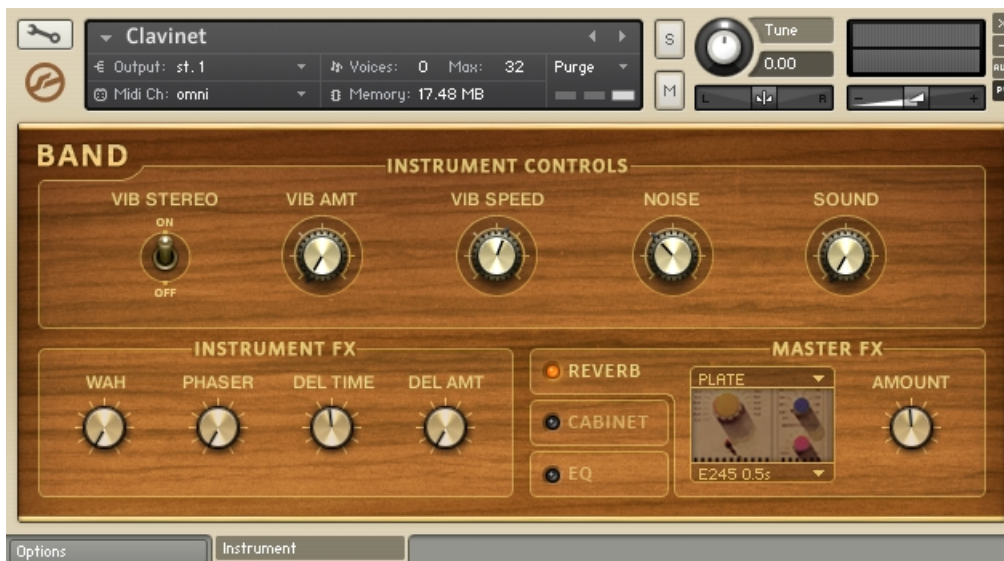 Clavinet
Output: st. 1
Voices: 0 Max: 32
Purge
Midi Ch: omni
Memory: 17.48 MB
S
M
Tune
0.00
L
R
-
+
BAND
INSTRUMENT CONTROLS
VIB STEREO
VIB AMT
VIB SPEED
NOISE
SOUND
ON
OFF
INSTRUMENT FX
WAH
PHASER
DEL TIME
DEL AMT
MASTER FX
REVERB
CABINET
EQ
PLATE
E245 0.5s
AMOUNT
Options
Instrument